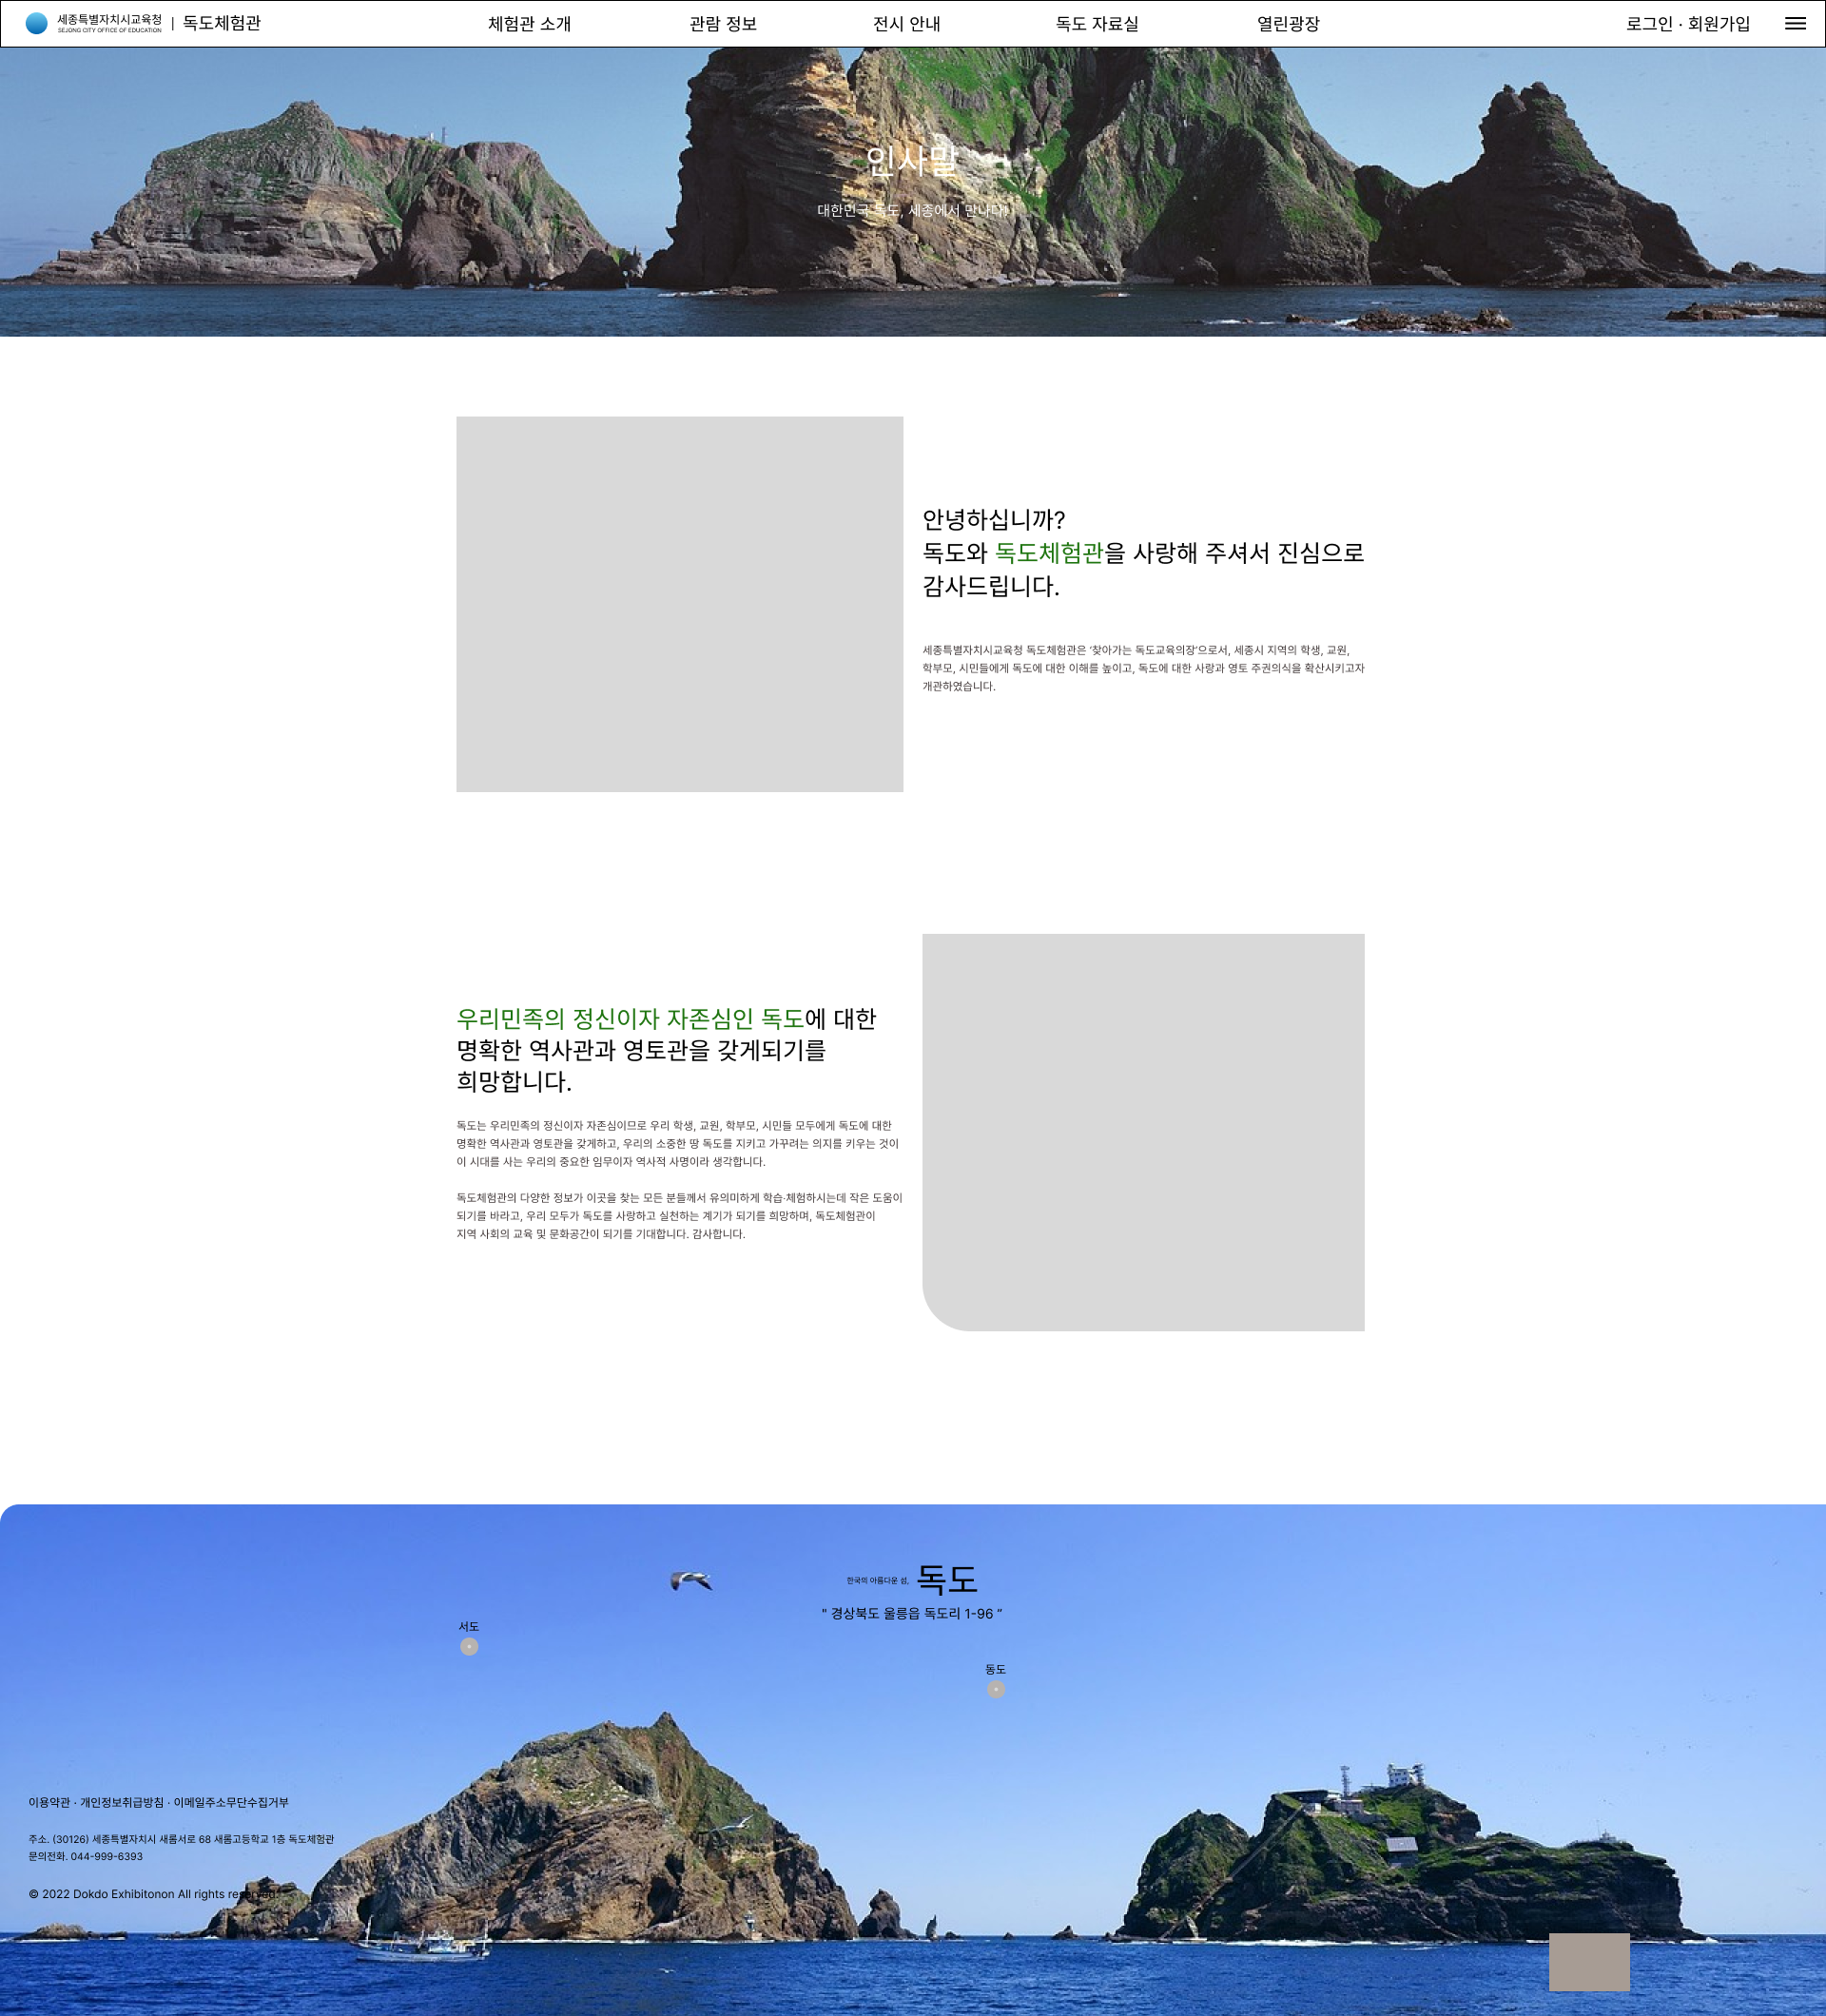 세종특별자치시교육청
SEJONG CITY OFFICE OF EDUCATION
독도체험관
체험관 소개
관람 정보
전시 안내
독도 자료실
열린광장
로그인 · 회원가입
인사말
대한민국 독도, 세종에서 만나다!
안녕하십니까?
독도와 독도체험관을 사랑해 주셔서 진심으로
감사드립니다.
세종특별자치시교육청 독도체험관은 '찾아가는 독도교육의장'으로서, 세종시 지역의 학생, 교원,
학부모, 시민들에게 독도에 대한 이해를 높이고, 독도에 대한 사랑과 영토 주권의식을 확산시키고자
개관하였습니다.
우리민족의 정신이자 자존심인 독도에 대한
명확한 역사관과 영토관을 갖게되기를
희망합니다.
독도는 우리민족의 정신이자 자존심이므로 우리 학생, 교원, 학부모, 시민들 모두에게 독도에 대한
명확한 역사관과 영토관을 갖게하고, 우리의 소중한 땅 독도를 지키고 가꾸려는 의지를 키우는 것이
이 시대를 사는 우리의 중요한 임무이자 역사적 사명이라 생각합니다.
독도체험관의 다양한 정보가 이곳을 찾는 모든 분들께서 유의미하게 학습·체험하시는데 작은 도움이
되기를 바라고, 우리 모두가 독도를 사랑하고 실천하는 계기가 되기를 희망하며, 독도체험관이
지역 사회의 교육 및 문화공간이 되기를 기대합니다. 감사합니다.
한국의 아름다운 섬, 독도
" 경상북도 울릉읍 독도리 1-96 "
서도
동도
이용약관 · 개인정보취급방침 · 이메일주소무단수집거부
주소. (30126) 세종특별자치시 새롬서로 68 새롬고등학교 1층 독도체험관
문의전화. 044-999-6393
© 2022 Dokdo Exhibitonon All rights reserved.